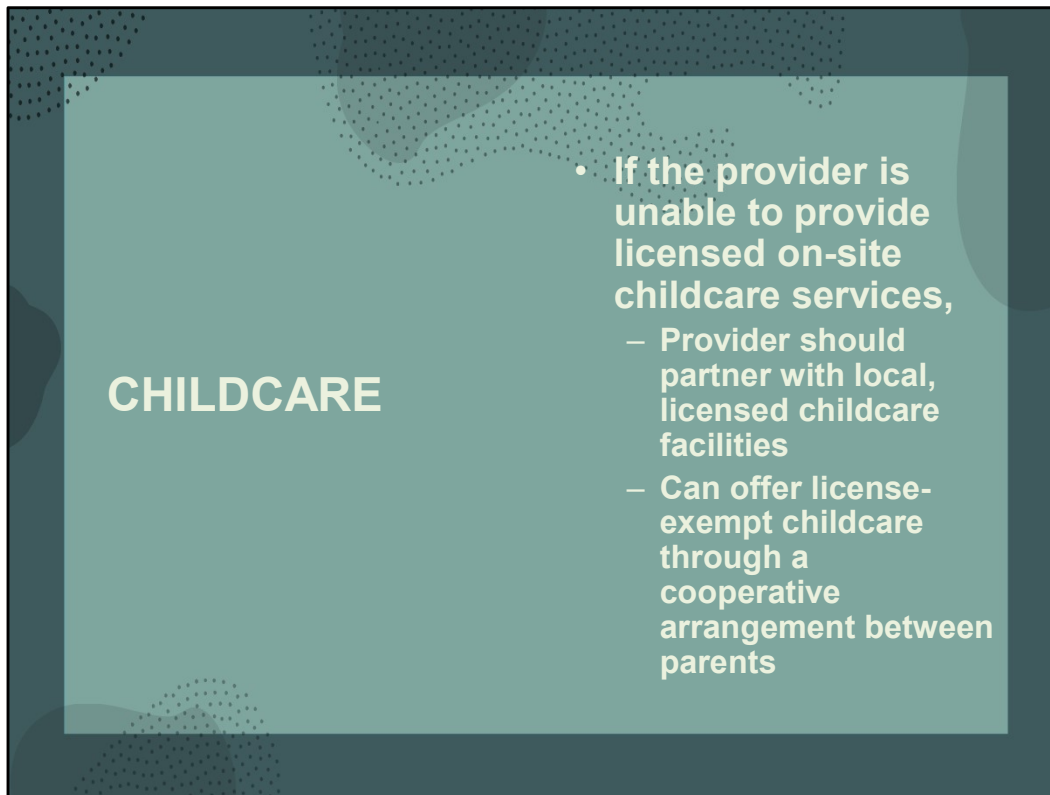 CHILDCARE
• If the provider is
unable to provide
licensed on-site
childcare services,
– Provider should
partner with local,
licensed childcare
facilities
– Can offer license-
exempt childcare
through a
cooperative
arrangement between
parents